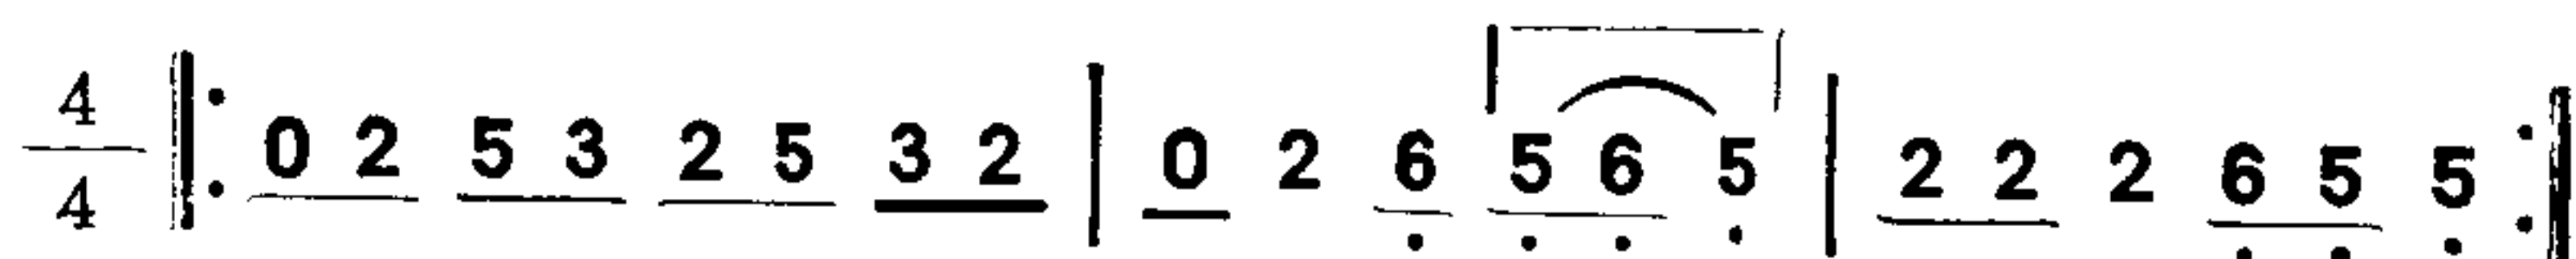 4/4 ‖: 0 2 5 3 2 5 3 2 | 0 2 6̣ 5̣ 6̣ 5̣ | 2 2 2 6̣ 5̣ 5̣ :‖